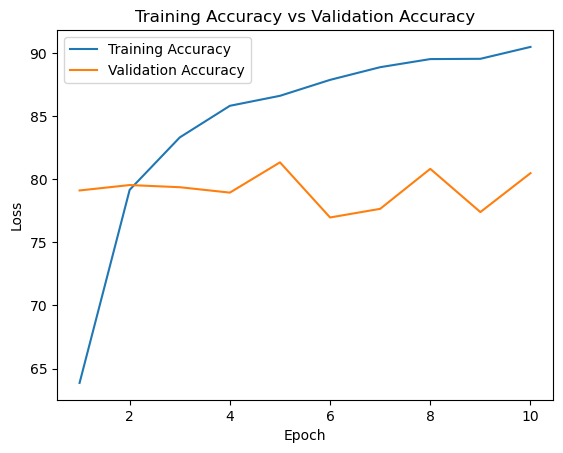 Training Accuracy vs Validation Accuracy
Training Accuracy
Validation Accuracy
90
85
80
75
70
65
Loss
2 4 6 8 10
Epoch